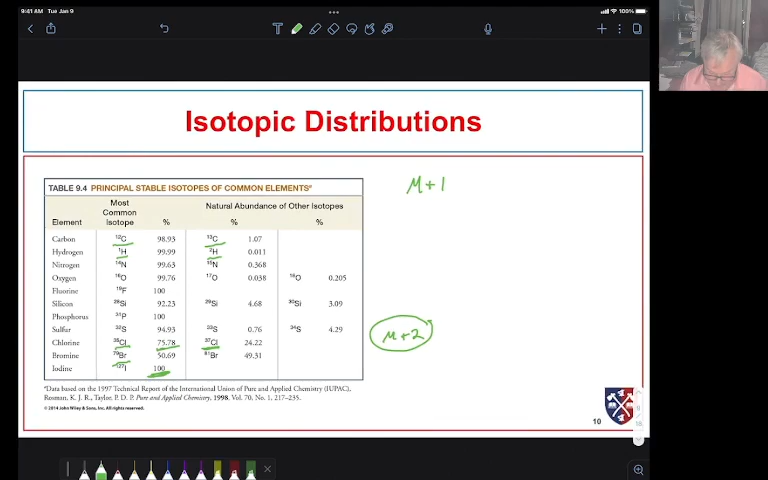 9:41 AM Tue Jan 9
100%
Isotopic Distributions
TABLE 9.4 PRINCIPAL STABLE ISOTOPES OF COMMON ELEMENTSª
Element Most Common Isotope % Natural Abundance of Other Isotopes % %
Carbon ¹²C 98.93 ¹³C 1.07
Hydrogen ¹H 99.99 ²H 0.011
Nitrogen ¹⁴N 99.63 ¹⁵N 0.368
Oxygen ¹⁶O 99.76 ¹⁷O 0.038 ¹⁸O 0.205
Fluorine ¹⁹F 100
Silicon ²⁸Si 92.23 ²⁹Si 4.68 ³⁰Si 3.09
Phosphorus ³¹P 100
Sulfur ³²S 94.93 ³³S 0.76 ³⁴S 4.29
Chlorine ³⁵Cl 75.78 ³⁷Cl 24.22
Bromine ⁷⁹Br 50.69 ⁸¹Br 49.31
Iodine ¹²⁷I 100
ªData based on the 1997 Technical Report of the International Union of Pure and Applied Chemistry (IUPAC),
Rosman, K. J. R., Taylor, P. D. P. Pure and Applied Chemistry, 1998, Vol. 70, No. 1, 217–235.
© 2014 John Wiley & Sons, Inc. All rights reserved.
M+1
M+2
10